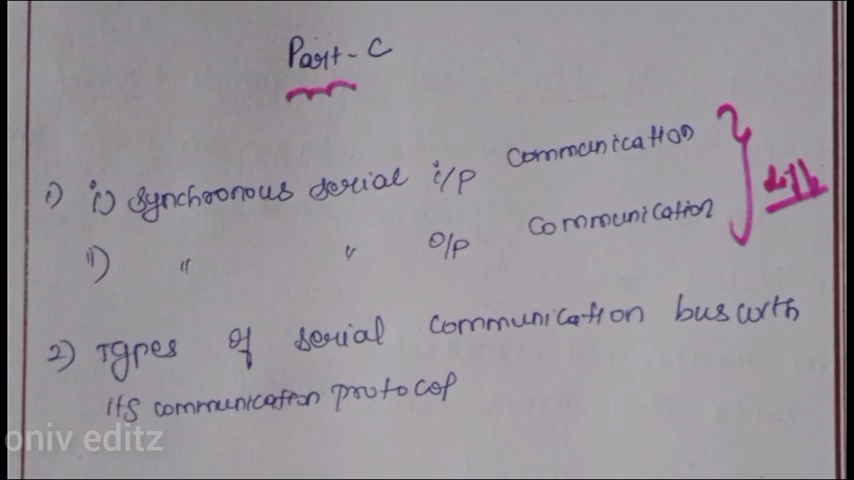 Part-C
1) i) Synchronous serial i/p communication
ii) " " o/p communication
diff
2) Types of serial communication bus with
its communication protocol
oniv editz